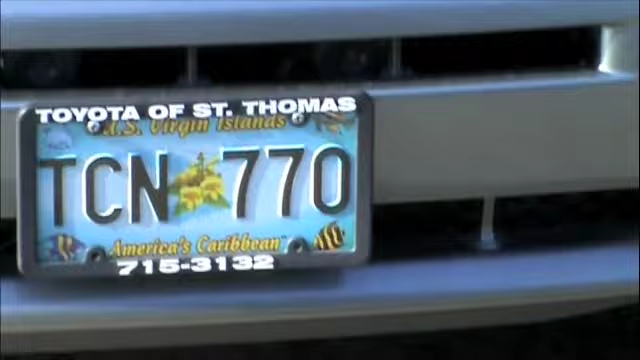 TOYOTA OF ST. THOMAS
U.S. Virgin Islands
TCN 770
America's Caribbean
715-3132